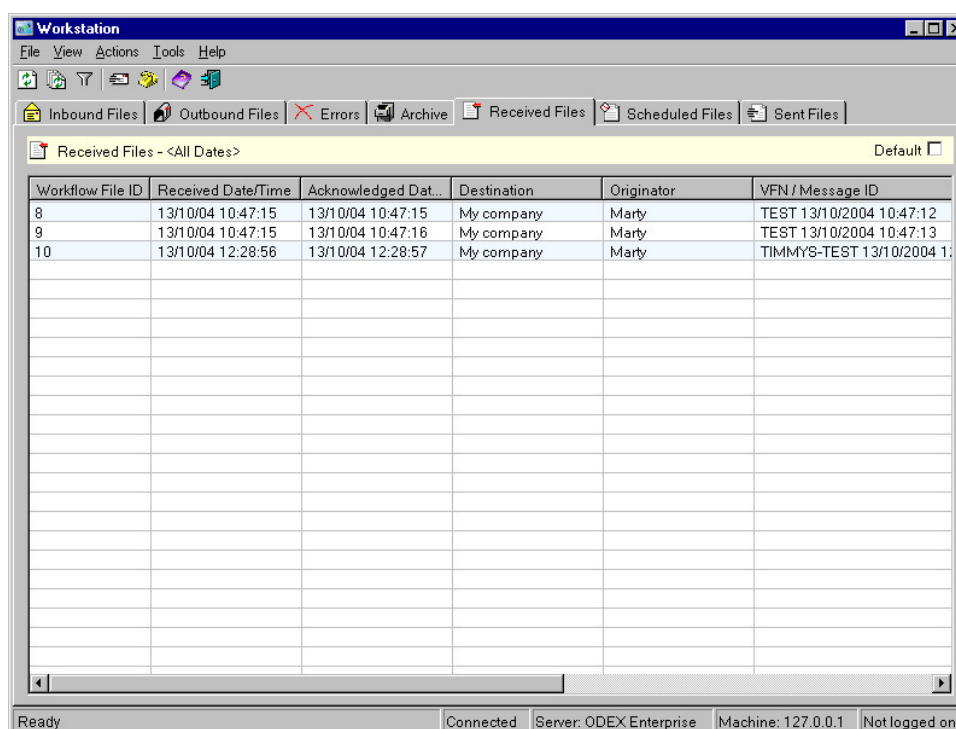 Workstation
File View Actions Tools Help
Inbound Files Outbound Files Errors Archive Received Files Scheduled Files Sent Files
Received Files - <All Dates> Default
Workflow File ID Received Date/Time Acknowledged Dat... Destination Originator VFN / Message ID
8 13/10/04 10:47:15 13/10/04 10:47:15 My company Marty TEST 13/10/2004 10:47:12
9 13/10/04 10:47:15 13/10/04 10:47:16 My company Marty TEST 13/10/2004 10:47:13
10 13/10/04 12:28:56 13/10/04 12:28:57 My company Marty TIMMYS-TEST 13/10/2004
Ready Connected Server: ODEX Enterprise Machine: 127.0.0.1 Not logged on